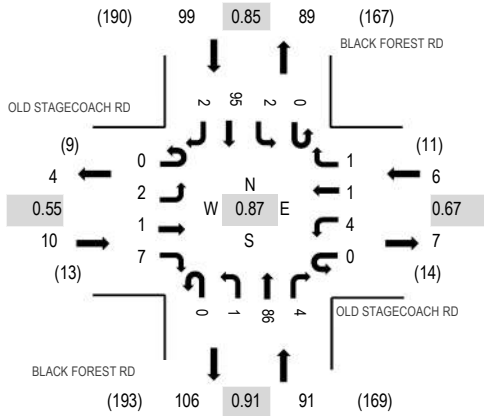 (190) 99 0.85 89 (167)
BLACK FOREST RD
2 95 2 0
OLD STAGECOACH RD
(9) 0 1 (11)
4 6
2 N 1
0.55 W 0.87 E 0.67
1 S 4
10 7
7 0
(13) (14)
0 1 86 4
OLD STAGECOACH RD
BLACK FOREST RD
(193) 106 0.91 91 (169)